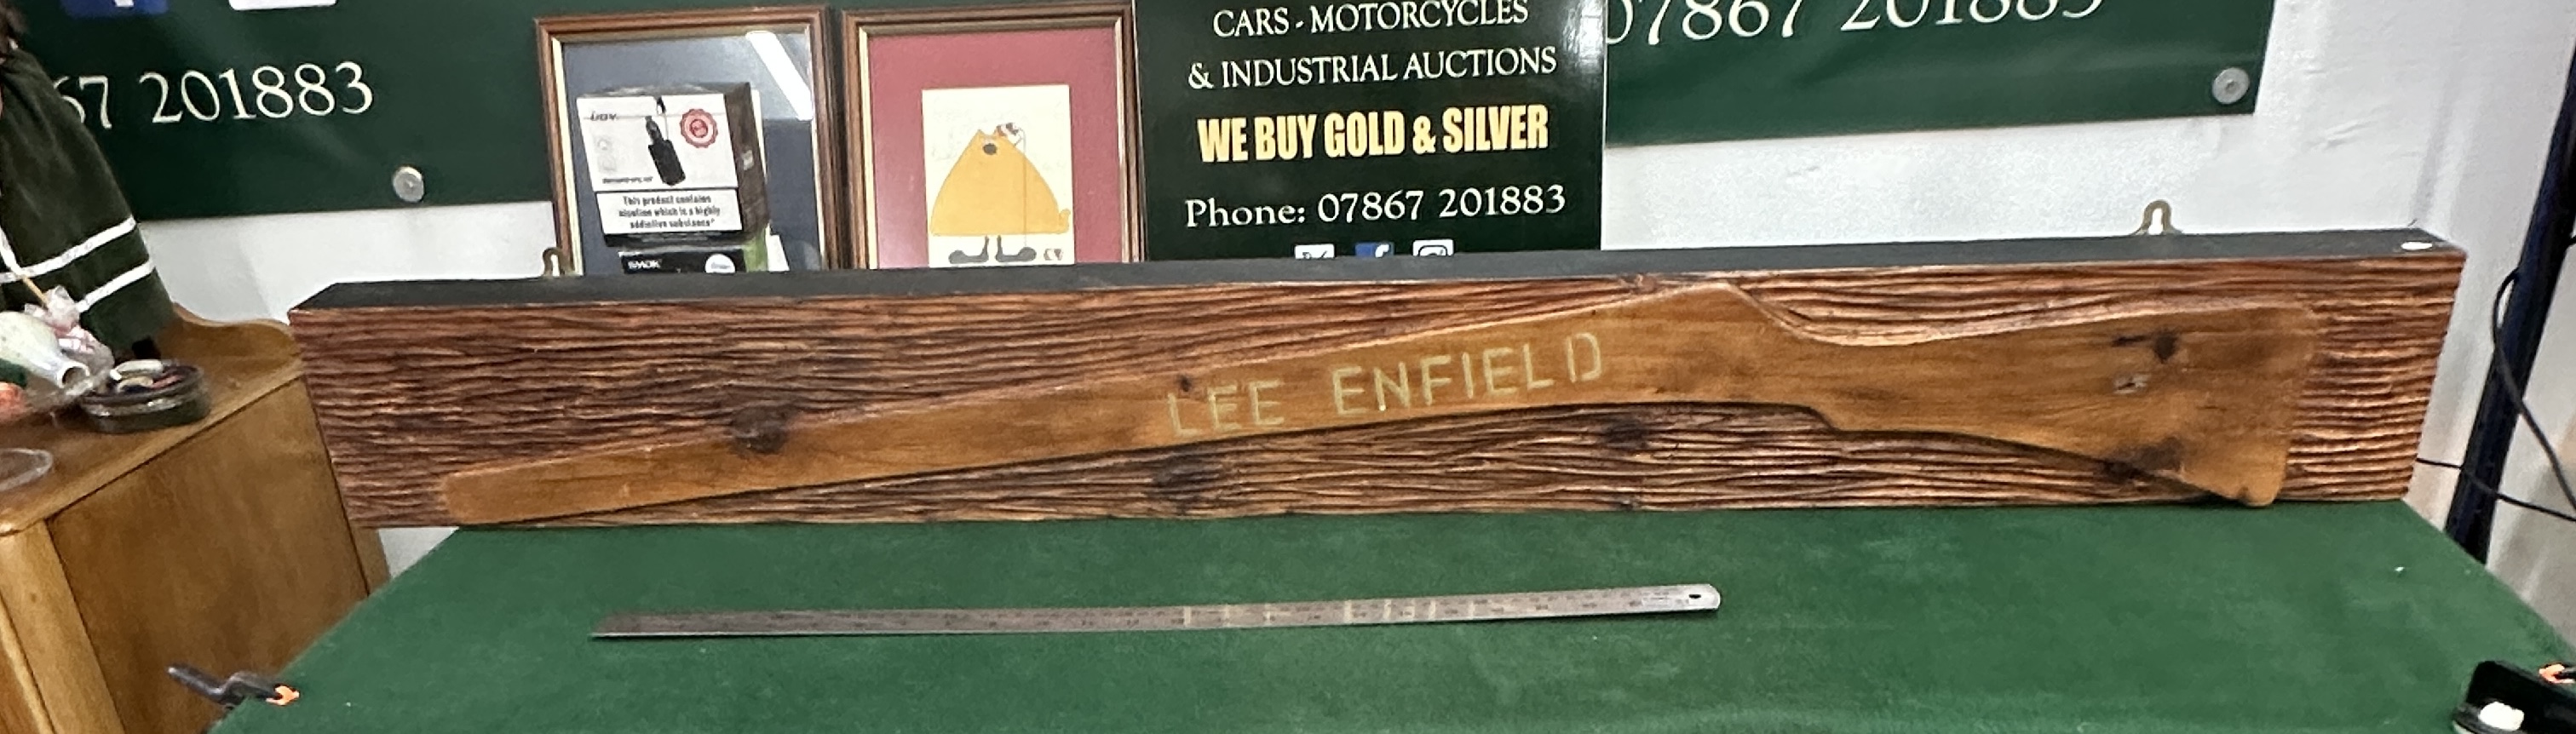 67 201883
CARS - MOTORCYCLES
& INDUSTRIAL AUCTIONS
WE BUY GOLD & SILVER
Phone: 07867 201883
07867 201883
This product contains
nicotine which is a highly
addictive substance"
SMOK
LEE ENFIELD